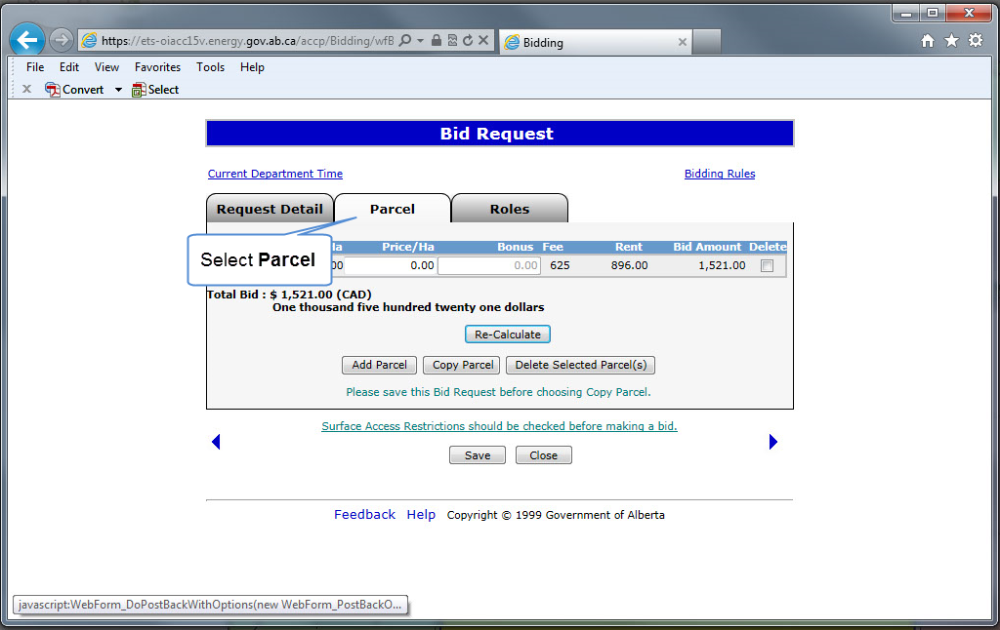 https://ets-oiacc15v.energy.gov.ab.ca/accp/Bidding/wfB
Bidding
File Edit View Favorites Tools Help
Convert Select
Bid Request
Current Department Time Bidding Rules
Request Detail Parcel Roles
Price/Ha Bonus Fee Rent Bid Amount Delete
Select Parcel
0.00 0.00 625 896.00 1,521.00
Total Bid : $ 1,521.00 (CAD)
One thousand five hundred twenty one dollars
Re-Calculate
Add Parcel Copy Parcel Delete Selected Parcel(s)
Please save this Bid Request before choosing Copy Parcel.
Surface Access Restrictions should be checked before making a bid.
Save Close
Feedback Help Copyright © 1999 Government of Alberta
javascript:WebForm_DoPostBackWithOptions(new WebForm_PostBackO...